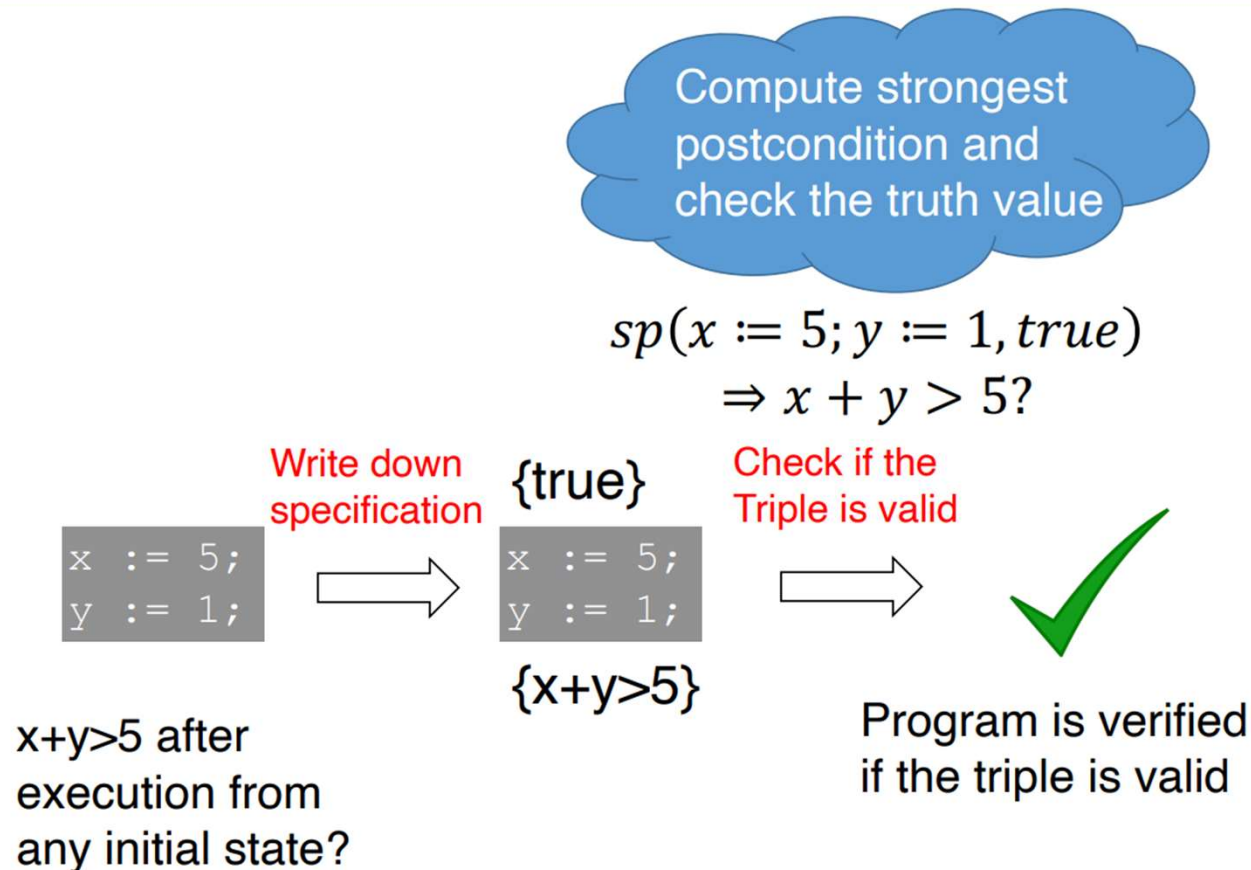 Compute strongest
postcondition and
check the truth value
sp(x ≔ 5; y ≔ 1, true)
⇒ x + y > 5?
Write down
specification
{true}
Check if the
Triple is valid
x := 5;
y := 1;
x := 5;
y := 1;
{x+y>5}
x+y>5 after
execution from
any initial state?
Program is verified
if the triple is valid